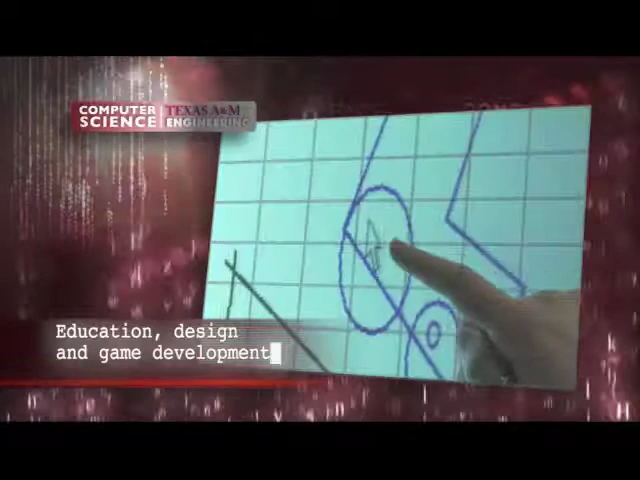 COMPUTER SCIENCE
TEXAS A&M ENGINEERING
Education, design
and game development